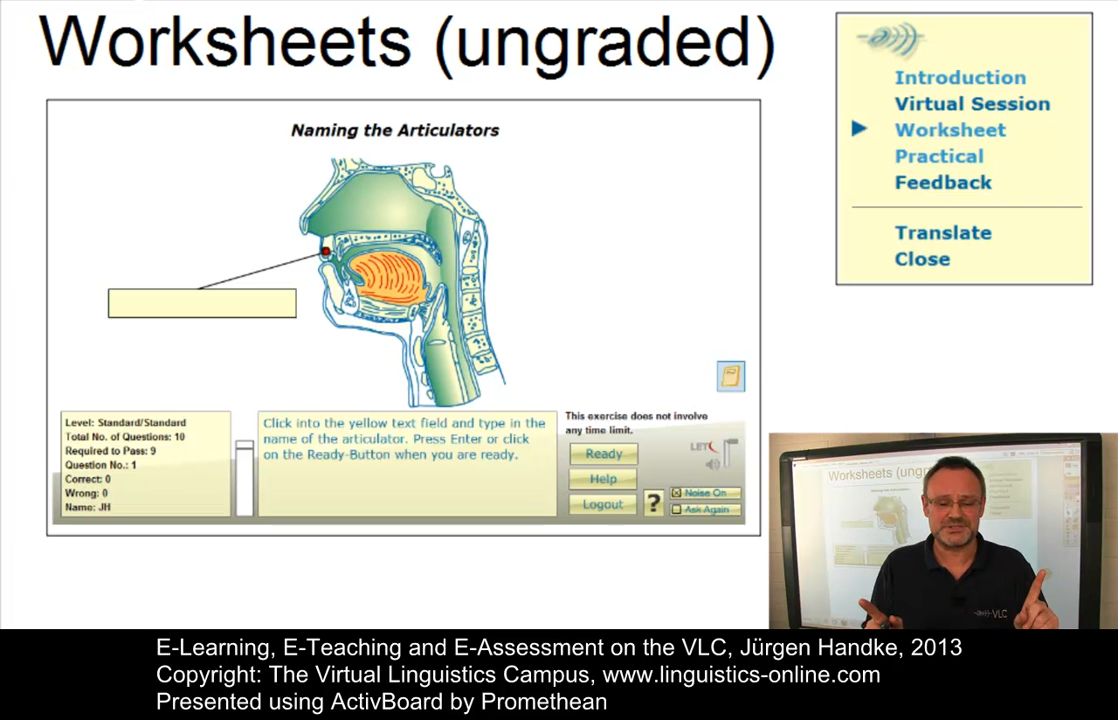 Worksheets (ungraded)
Introduction
Virtual Session
Worksheet
Practical
Feedback
Translate
Close
Naming the Articulators
Level: Standard/Standard
Total No. of Questions: 10
Required to Pass: 9
Question No.: 1
Correct: 0
Wrong: 0
Name: JH
Click into the yellow text field and type in the
name of the articulator. Press Enter or click
on the Ready-Button when you are ready.
This exercise does not involve
any time limit.
Ready
Help
Logout
?
LET
Noise On
Ask Again
Worksheets (ungra
VLC
E-Learning, E-Teaching and E-Assessment on the VLC, Jürgen Handke, 2013
Copyright: The Virtual Linguistics Campus, www.linguistics-online.com
Presented using ActivBoard by Promethean